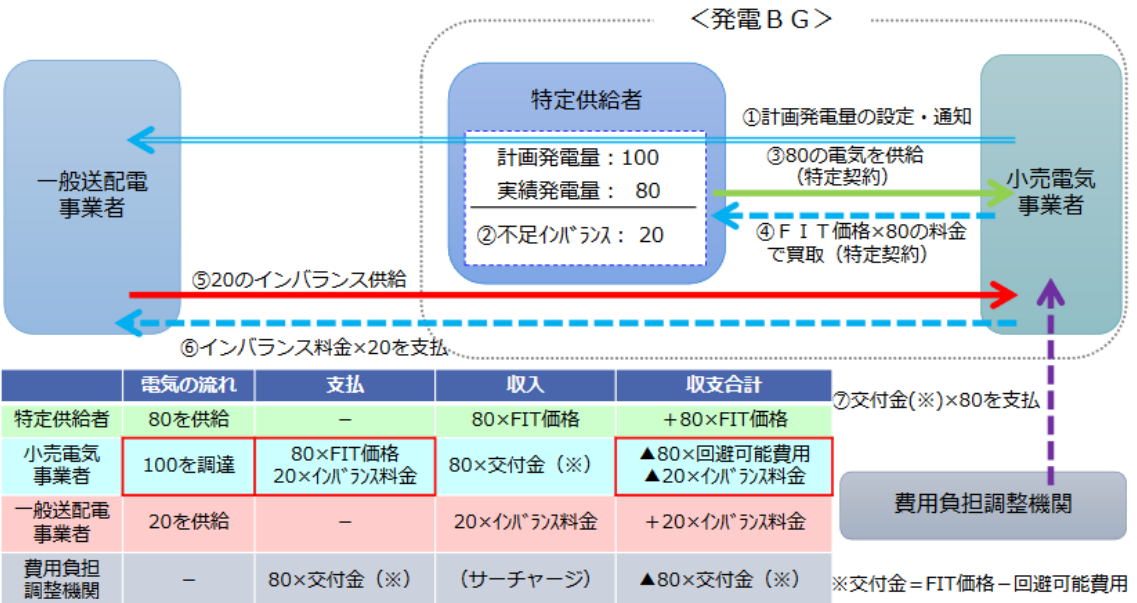 ＜発電ＢＧ＞
一般送配電
事業者
特定供給者
計画発電量：100
実績発電量： 80
②不足ｲﾝﾊﾞﾗﾝｽ： 20
①計画発電量の設定・通知
③80の電気を供給
（特定契約）
④ＦＩＴ価格×80の料金
で買取（特定契約）
小売電気
事業者
⑤20のインバランス供給
⑥インバランス料金×20を支払
⑦交付金(※)×80を支払
費用負担調整機関
※交付金＝FIT価格－回避可能費用
電気の流れ 支払 収入 収支合計
特定供給者 80を供給 － 80×FIT価格 ＋80×FIT価格
小売電気
事業者
100を調達
80×FIT価格
20×ｲﾝﾊﾞﾗﾝｽ料金
80×交付金（※）
▲80×回避可能費用
▲20×ｲﾝﾊﾞﾗﾝｽ料金
一般送配電
事業者
20を供給 － 20×ｲﾝﾊﾞﾗﾝｽ料金 ＋20×ｲﾝﾊﾞﾗﾝｽ料金
費用負担
調整機関
－ 80×交付金（※） （サーチャージ） ▲80×交付金（※）